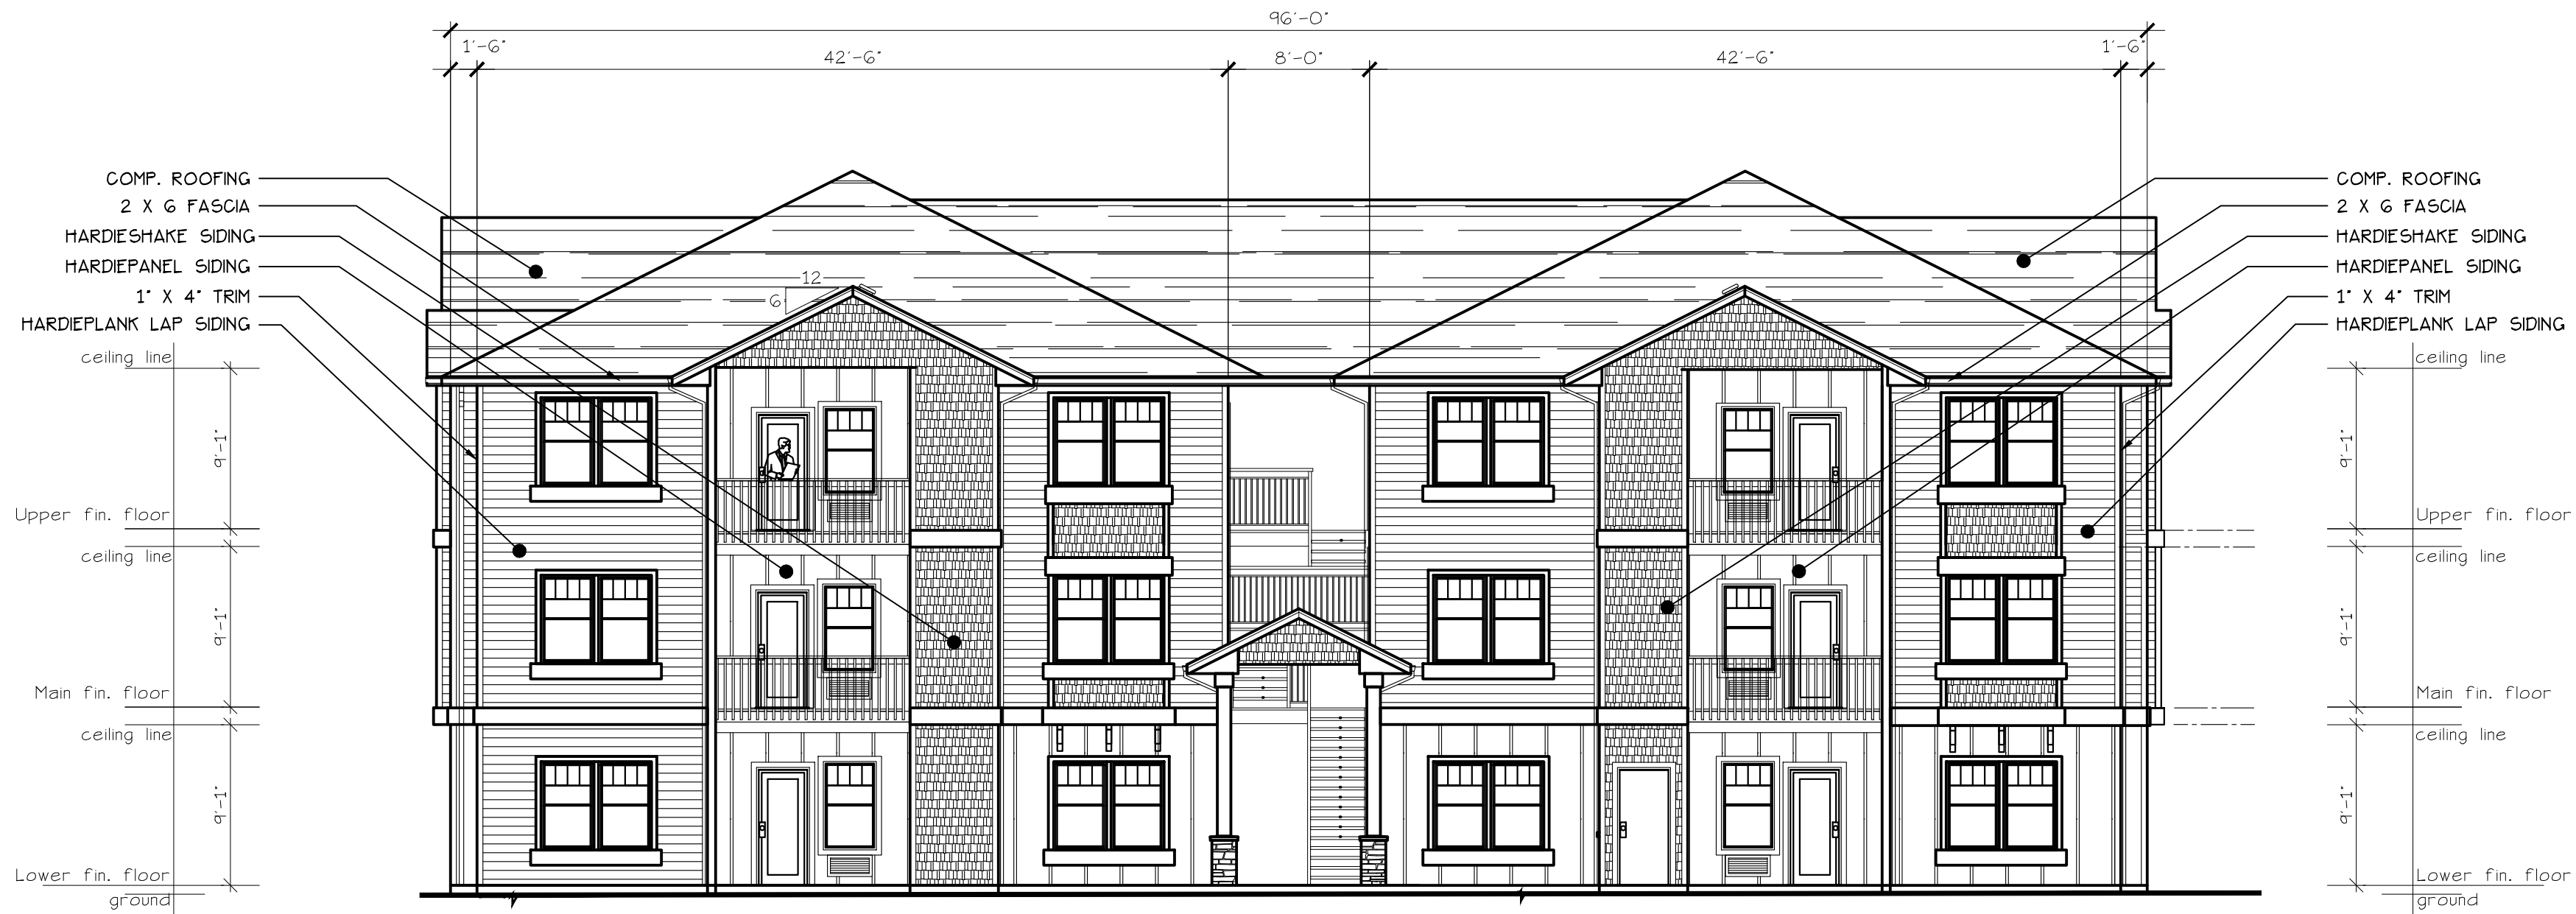 96'-0"
1'-6" 42'-6" 8'-0" 42'-6" 1'-6"
COMP. ROOFING
2 X 6 FASCIA
HARDIESHAKE SIDING
HARDIEPANEL SIDING
1" X 4" TRIM
HARDIEPLANK LAP SIDING
ceiling line
9'-1"
Upper fin. floor
ceiling line
9'-1"
Main fin. floor
ceiling line
9'-1"
Lower fin. floor
ground
12
6
COMP. ROOFING
2 X 6 FASCIA
HARDIESHAKE SIDING
HARDIEPANEL SIDING
1" X 4" TRIM
HARDIEPLANK LAP SIDING
ceiling line
9'-1"
Upper fin. floor
ceiling line
9'-1"
Main fin. floor
ceiling line
9'-1"
Lower fin. floor
ground